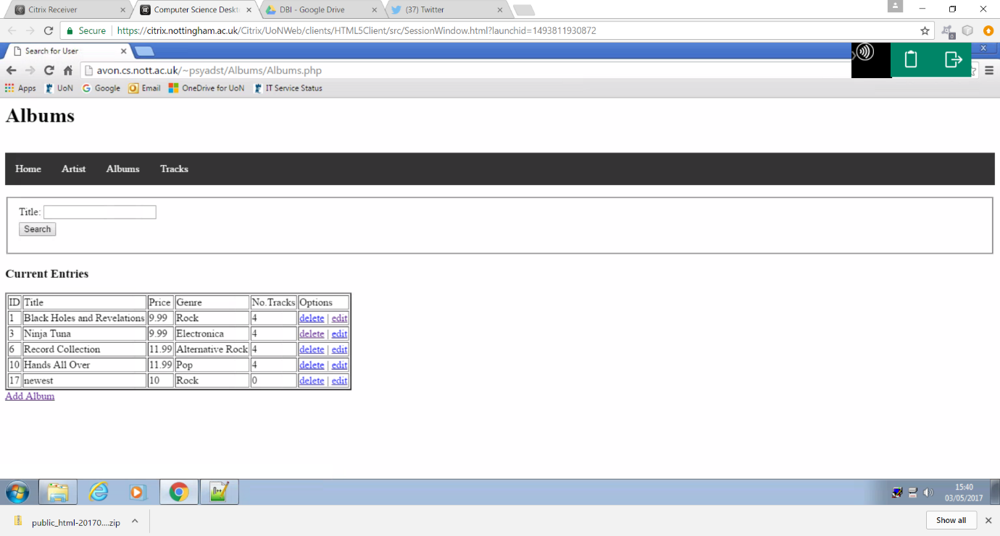 Citrix Receiver
Computer Science Deskt
DBI - Google Drive
(37) Twitter
Secure https://citrix.nottingham.ac.uk/Citrix/UoNWeb/clients/HTML5Client/src/SessionWindow.html?launchid=1493811930872
0
Search for User
avon.cs.nott.ac.uk/~psyadst/Albums/Albums.php
Apps UoN Google Email OneDrive for UoN IT Service Status
Albums
Home Artist Albums Tracks
Title:
Search
Current Entries
ID Title Price Genre No.Tracks Options
1 Black Holes and Revelations 9.99 Rock 4 delete | edit
3 Ninja Tuna 9.99 Electronica 4 delete | edit
6 Record Collection 11.99 Alternative Rock 4 delete | edit
10 Hands All Over 11.99 Pop 4 delete | edit
17 newest 10 Rock 0 delete | edit
Add Album
15:40
03/05/2017
public_html-20170....zip
Show all